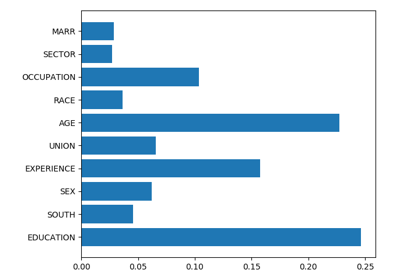 MARR
SECTOR
OCCUPATION
RACE
AGE
UNION
EXPERIENCE
SEX
SOUTH
EDUCATION
0.00 0.05 0.10 0.15 0.20 0.25